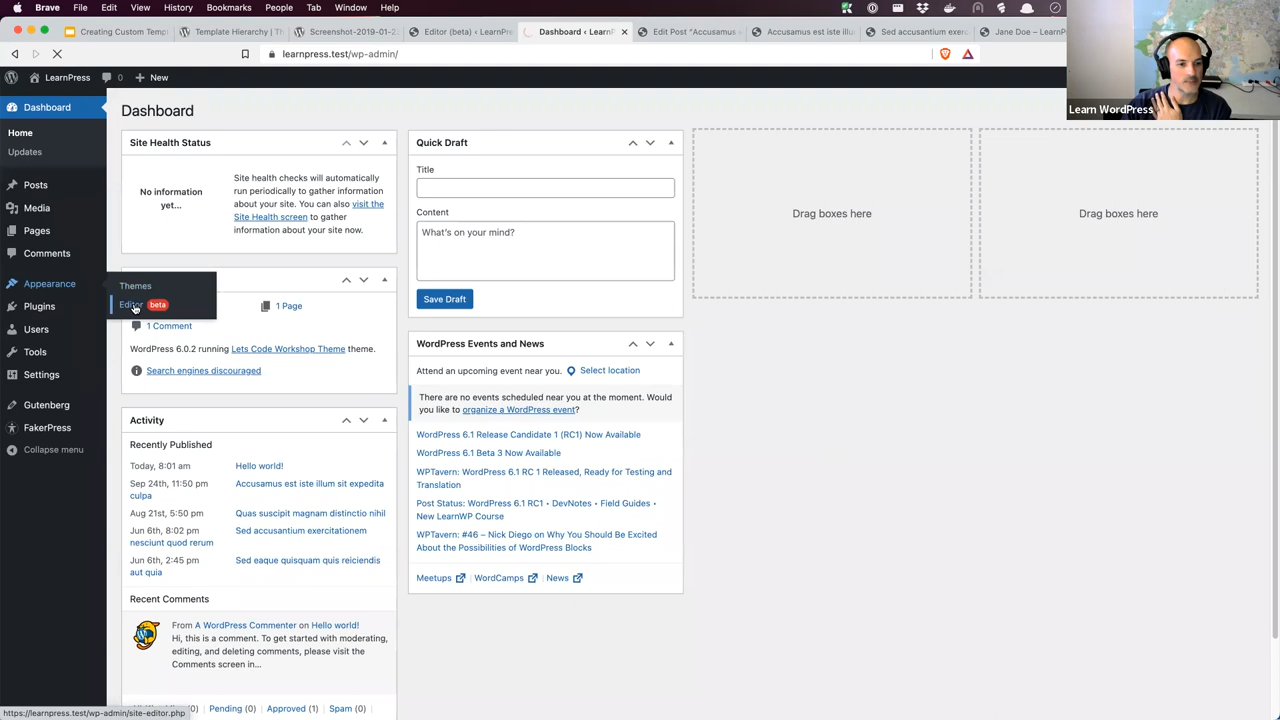 Brave File Edit View History Bookmarks People Tab Window Help
Creating Custom Temp
Template Hierarchy | Th
Screenshot-2019-01-2
Editor (beta) ‹ LearnPre
Dashboard ‹ LearnP
Edit Post "Accusamus
Accusamus est iste illum
Sed accusantium exerc
Jane Doe – LearnP
learnpress.test/wp-admin/
LearnPress 0 + New
Learn WordPress
Dashboard
Home
Updates
Posts
Media
Pages
Comments
Appearance
Plugins
Users
Tools
Settings
Gutenberg
FakerPress
Collapse menu
Themes
Editor beta
Dashboard
Site Health Status
No information
yet...
Site health checks will automatically
run periodically to gather information
about your site. You can also visit the
Site Health screen to gather
information about your site now.
1 Page
1 Comment
WordPress 6.0.2 running Lets Code Workshop Theme theme.
Search engines discouraged
Activity
Recently Published
Today, 8:01 am Hello world!
Sep 24th, 11:50 pm Accusamus est iste illum sit expedita
culpa
Aug 21st, 5:50 pm Quas suscipit magnam distinctio nihil
Jun 6th, 8:02 pm Sed accusantium exercitationem
nesciunt quod rerum
Jun 6th, 2:45 pm Sed eaque quisquam quis reiciendis
aut quia
Recent Comments
From A WordPress Commenter on Hello world!
Hi, this is a comment. To get started with moderating,
editing, and deleting comments, please visit the
Comments screen in…
(0) Pending (0) Approved (1) Spam (0)
Quick Draft
Title
Content
What's on your mind?
Save Draft
WordPress Events and News
Attend an upcoming event near you. Select location
There are no events scheduled near you at the moment. Would
you like to organize a WordPress event?
WordPress 6.1 Release Candidate 1 (RC1) Now Available
WordPress 6.1 Beta 3 Now Available
WPTavern: WordPress 6.1 RC 1 Released, Ready for Testing and
Translation
Post Status: WordPress 6.1 RC1 • DevNotes • Field Guides •
New LearnWP Course
WPTavern: #46 – Nick Diego on Why You Should Be Excited
About the Possibilities of WordPress Blocks
Meetups WordCamps News
Drag boxes here
Drag boxes here
https://learnpress.test/wp-admin/site-editor.php